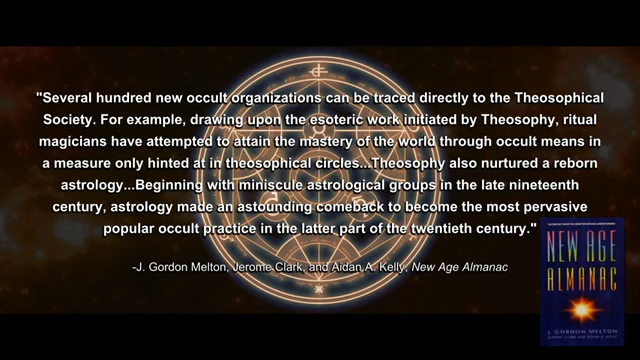 "Several hundred new occult organizations can be traced directly to the Theosophical
Society. For example, drawing upon the esoteric work initiated by Theosophy, ritual
magicians have attempted to attain the mastery of the world through occult means in
a measure only hinted at in theosophical circles...Theosophy also nurtured a reborn
astrology...Beginning with miniscule astrological groups in the late nineteenth
century, astrology made an astounding comeback to become the most pervasive
popular occult practice in the latter part of the twentieth century."
-J. Gordon Melton, Jerome Clark, and Aidan A. Kelly, New Age Almanac
NEW AGE
ALMANAC
J. GORDON MELTON